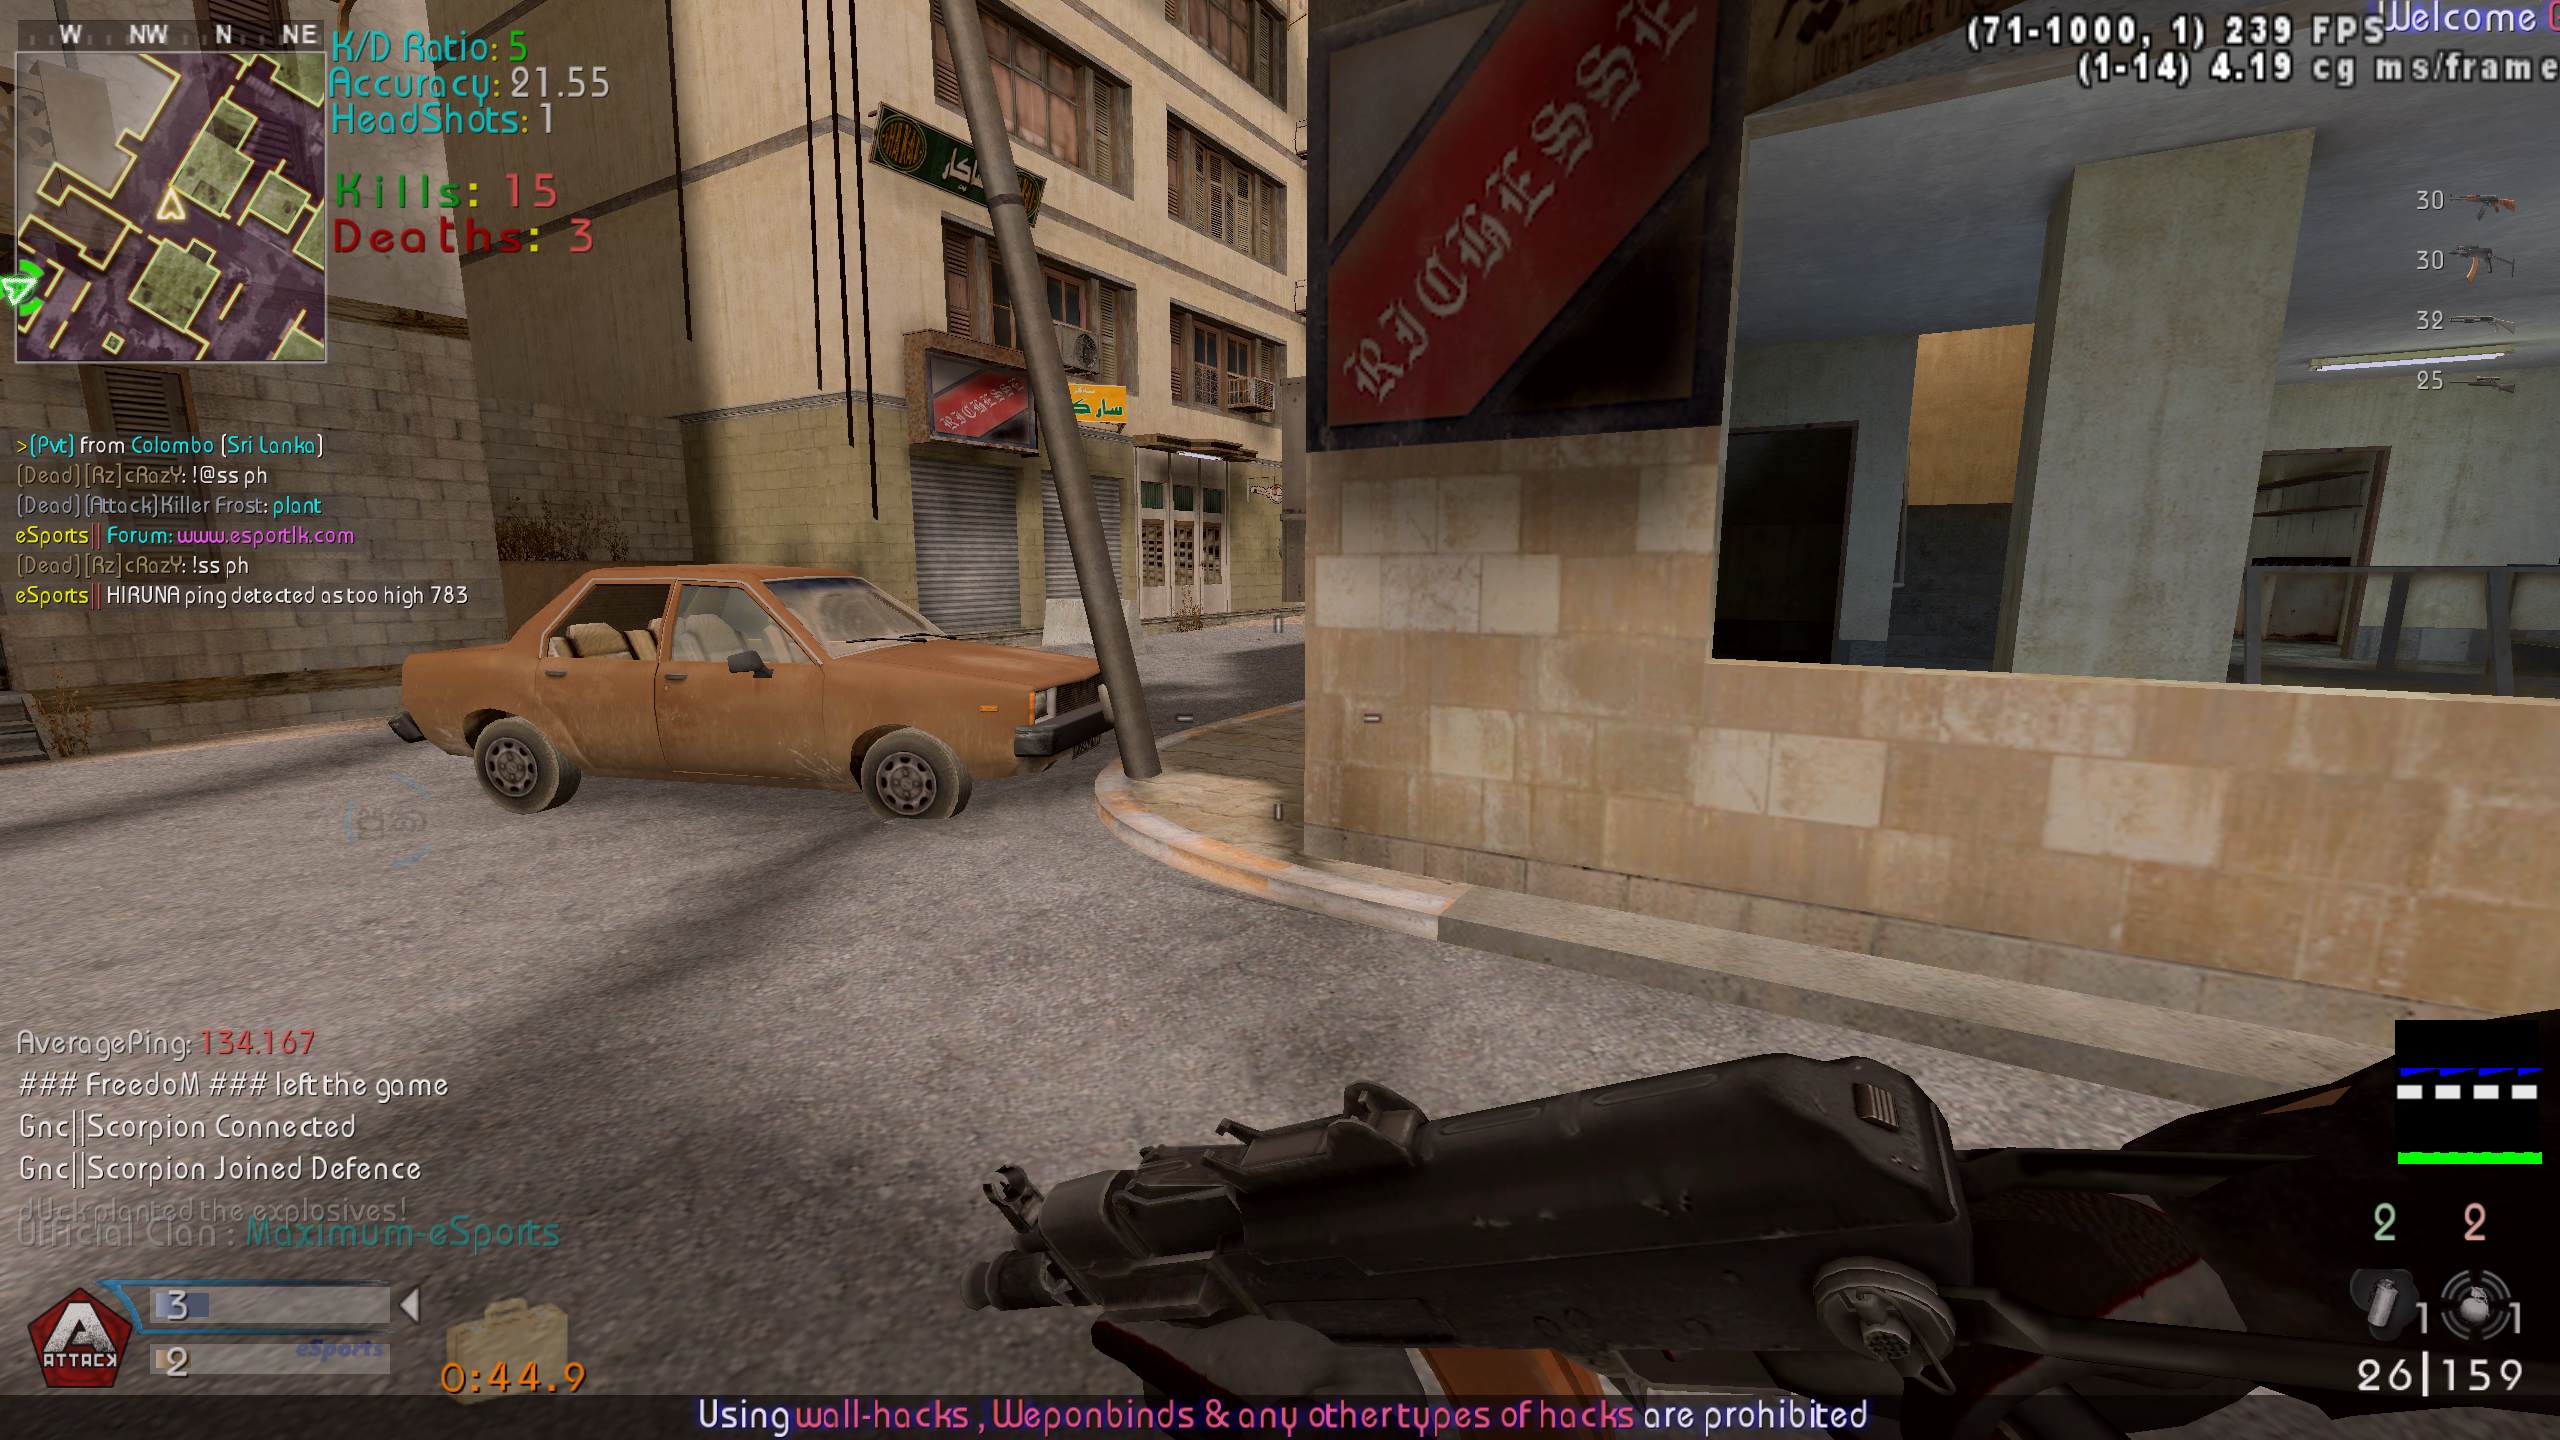 W NW N NE
K/D Ratio: 5
Accuracy: 21.55
HeadShots: 1
Kills: 15
Deaths: 3
(71-1000, 1) 239 FPS
Welcome
(1-14) 4.19 cg ms/frame
RICHESSE
RICHESSE
30
30
32
25
>(Pvt) from Colombo (Sri Lanka)
(Dead)[Rz]cRazY: !@ss ph
(Dead)(Attack)Killer Frost: plant
eSports|| Forum: www.esportlk.com
(Dead)[Rz]cRazY: !ss ph
eSports|| HIRUNA ping detected as too high 783
AveragePing: 134.167
### FreedoM ### left the game
Gnc||Scorpion Connected
Gnc||Scorpion Joined Defence
dUck planted the explosives!
Official Clan : Maximum-eSports
A
ATTACK
3
eSports
2
0:44.9
2 2
1 1
26|159
Using wall-hacks , Weponbinds & any other types of hacks are prohibited